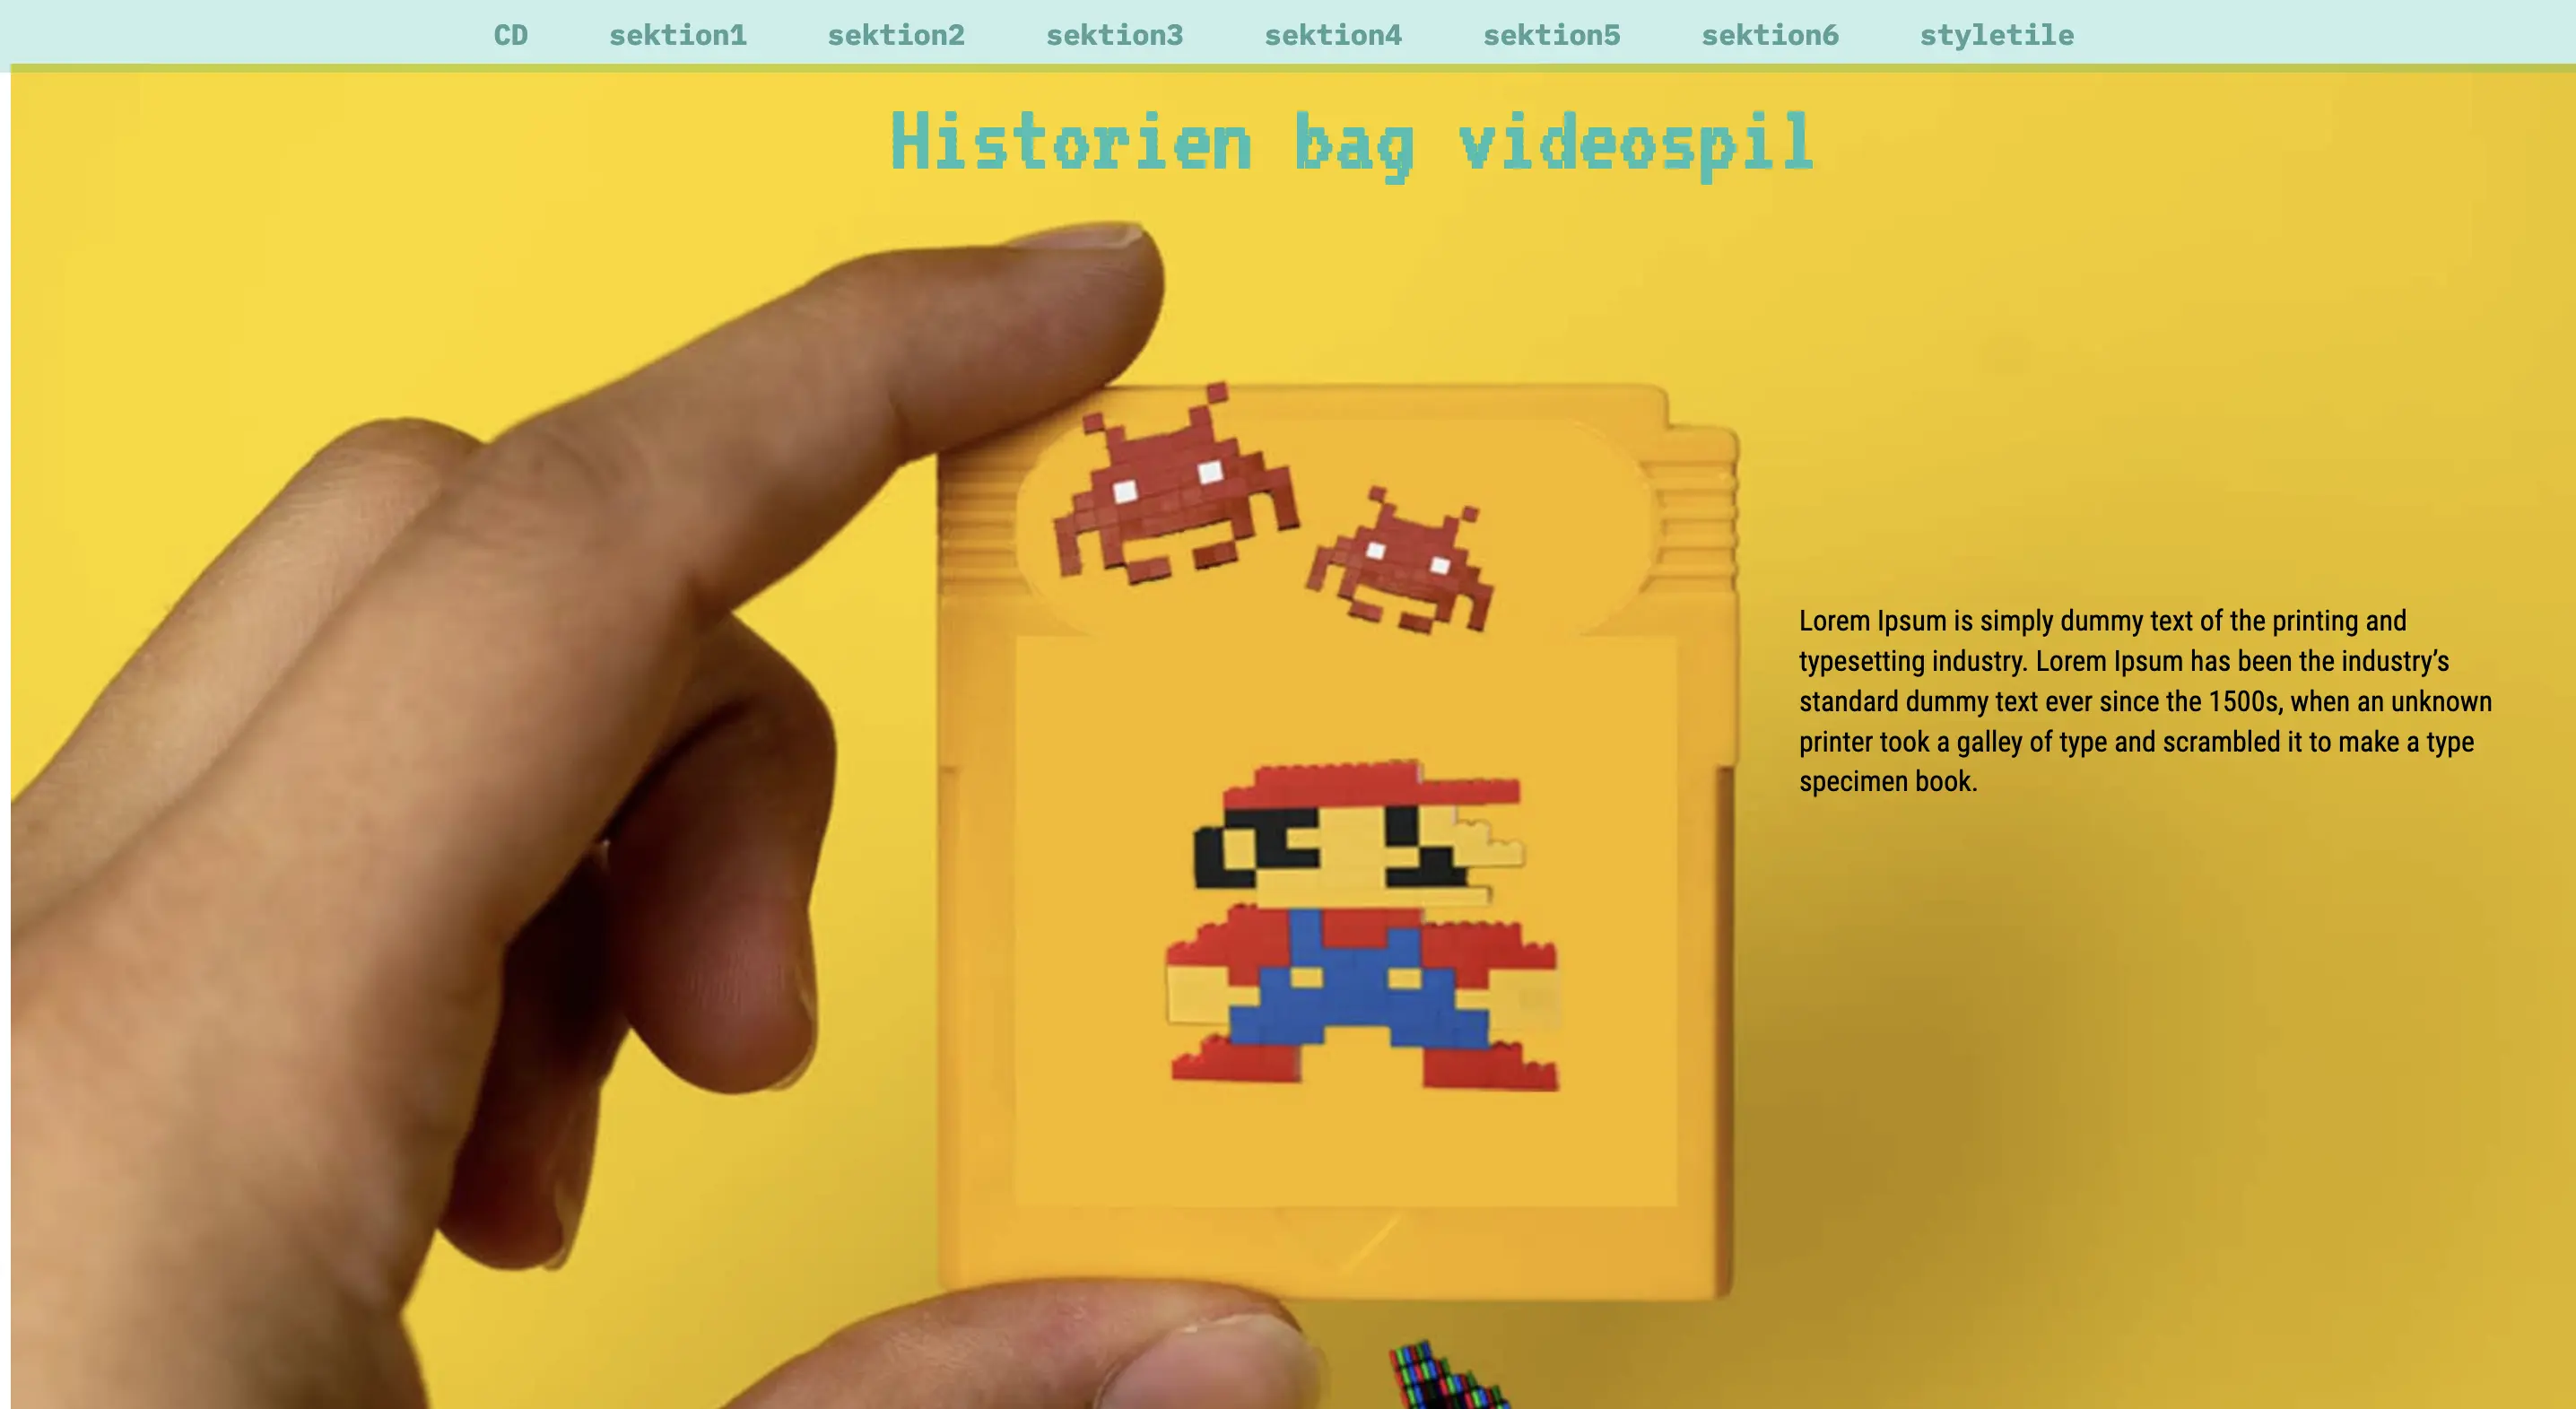 CD sektion1 sektion2 sektion3 sektion4 sektion5 sektion6 styletile
Historien bag videospil
Lorem Ipsum is simply dummy text of the printing and
typesetting industry. Lorem Ipsum has been the industry’s
standard dummy text ever since the 1500s, when an unknown
printer took a galley of type and scrambled it to make a type
specimen book.